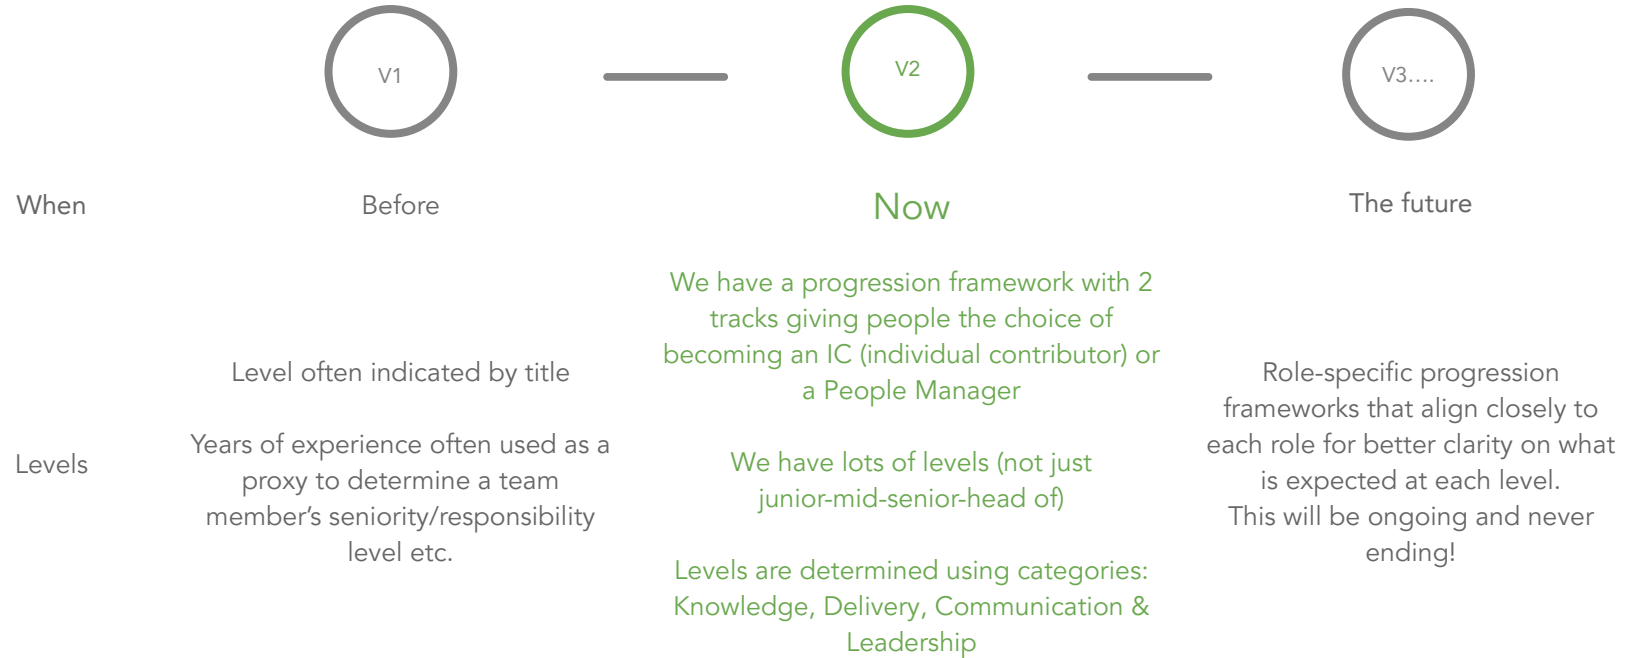 V1
V2
V3....
When
Before
Now
The future
Levels
Level often indicated by title
Years of experience often used as a
proxy to determine a team
member’s seniority/responsibility
level etc.
We have a progression framework with 2
tracks giving people the choice of
becoming an IC (individual contributor) or
a People Manager
We have lots of levels (not just
junior-mid-senior-head of)
Levels are determined using categories:
Knowledge, Delivery, Communication &
Leadership
Role-specific progression
frameworks that align closely to
each role for better clarity on what
is expected at each level.
This will be ongoing and never
ending!